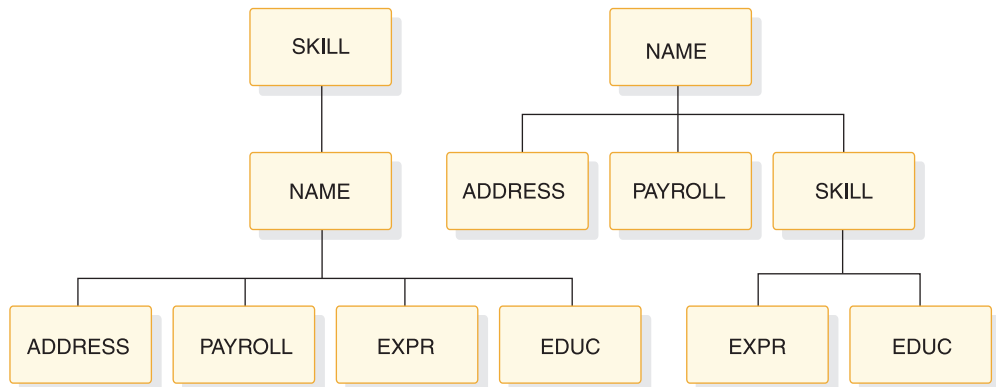 SKILL
NAME
NAME
ADDRESS
PAYROLL
SKILL
ADDRESS
PAYROLL
EXPR
EDUC
EXPR
EDUC